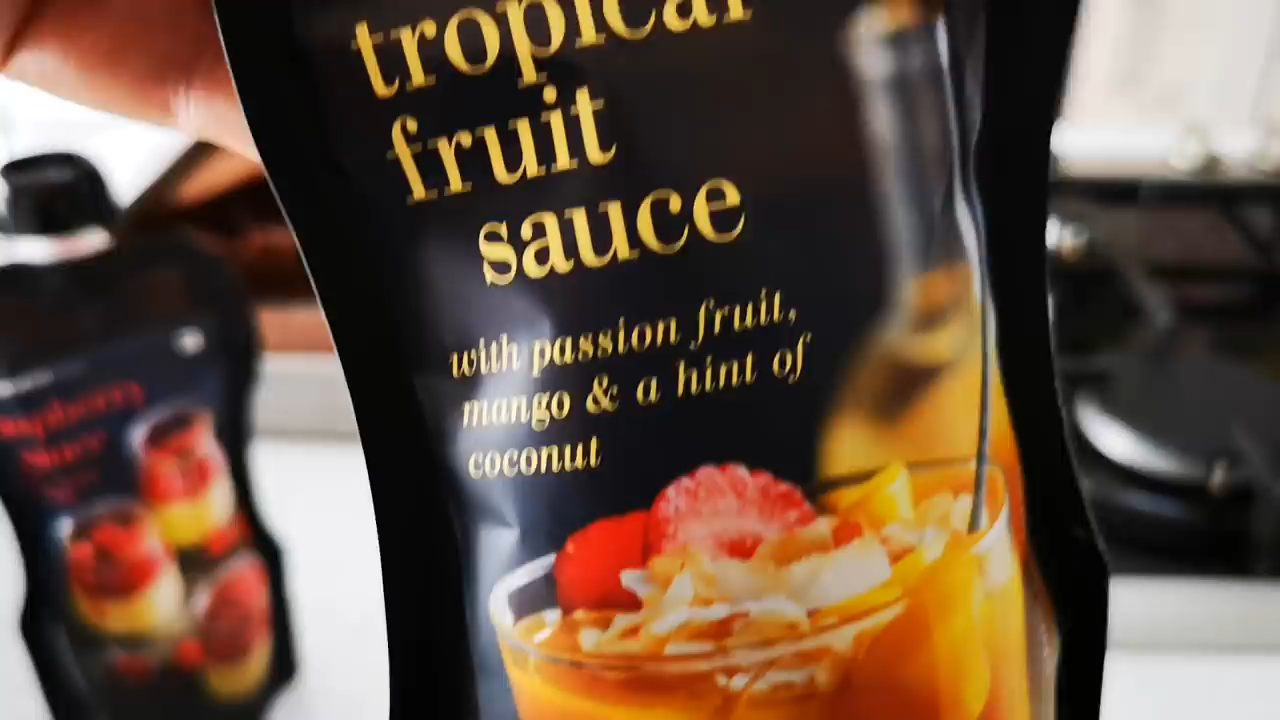 tropical
fruit
sauce
with passion fruit,
mango & a hint of
coconut